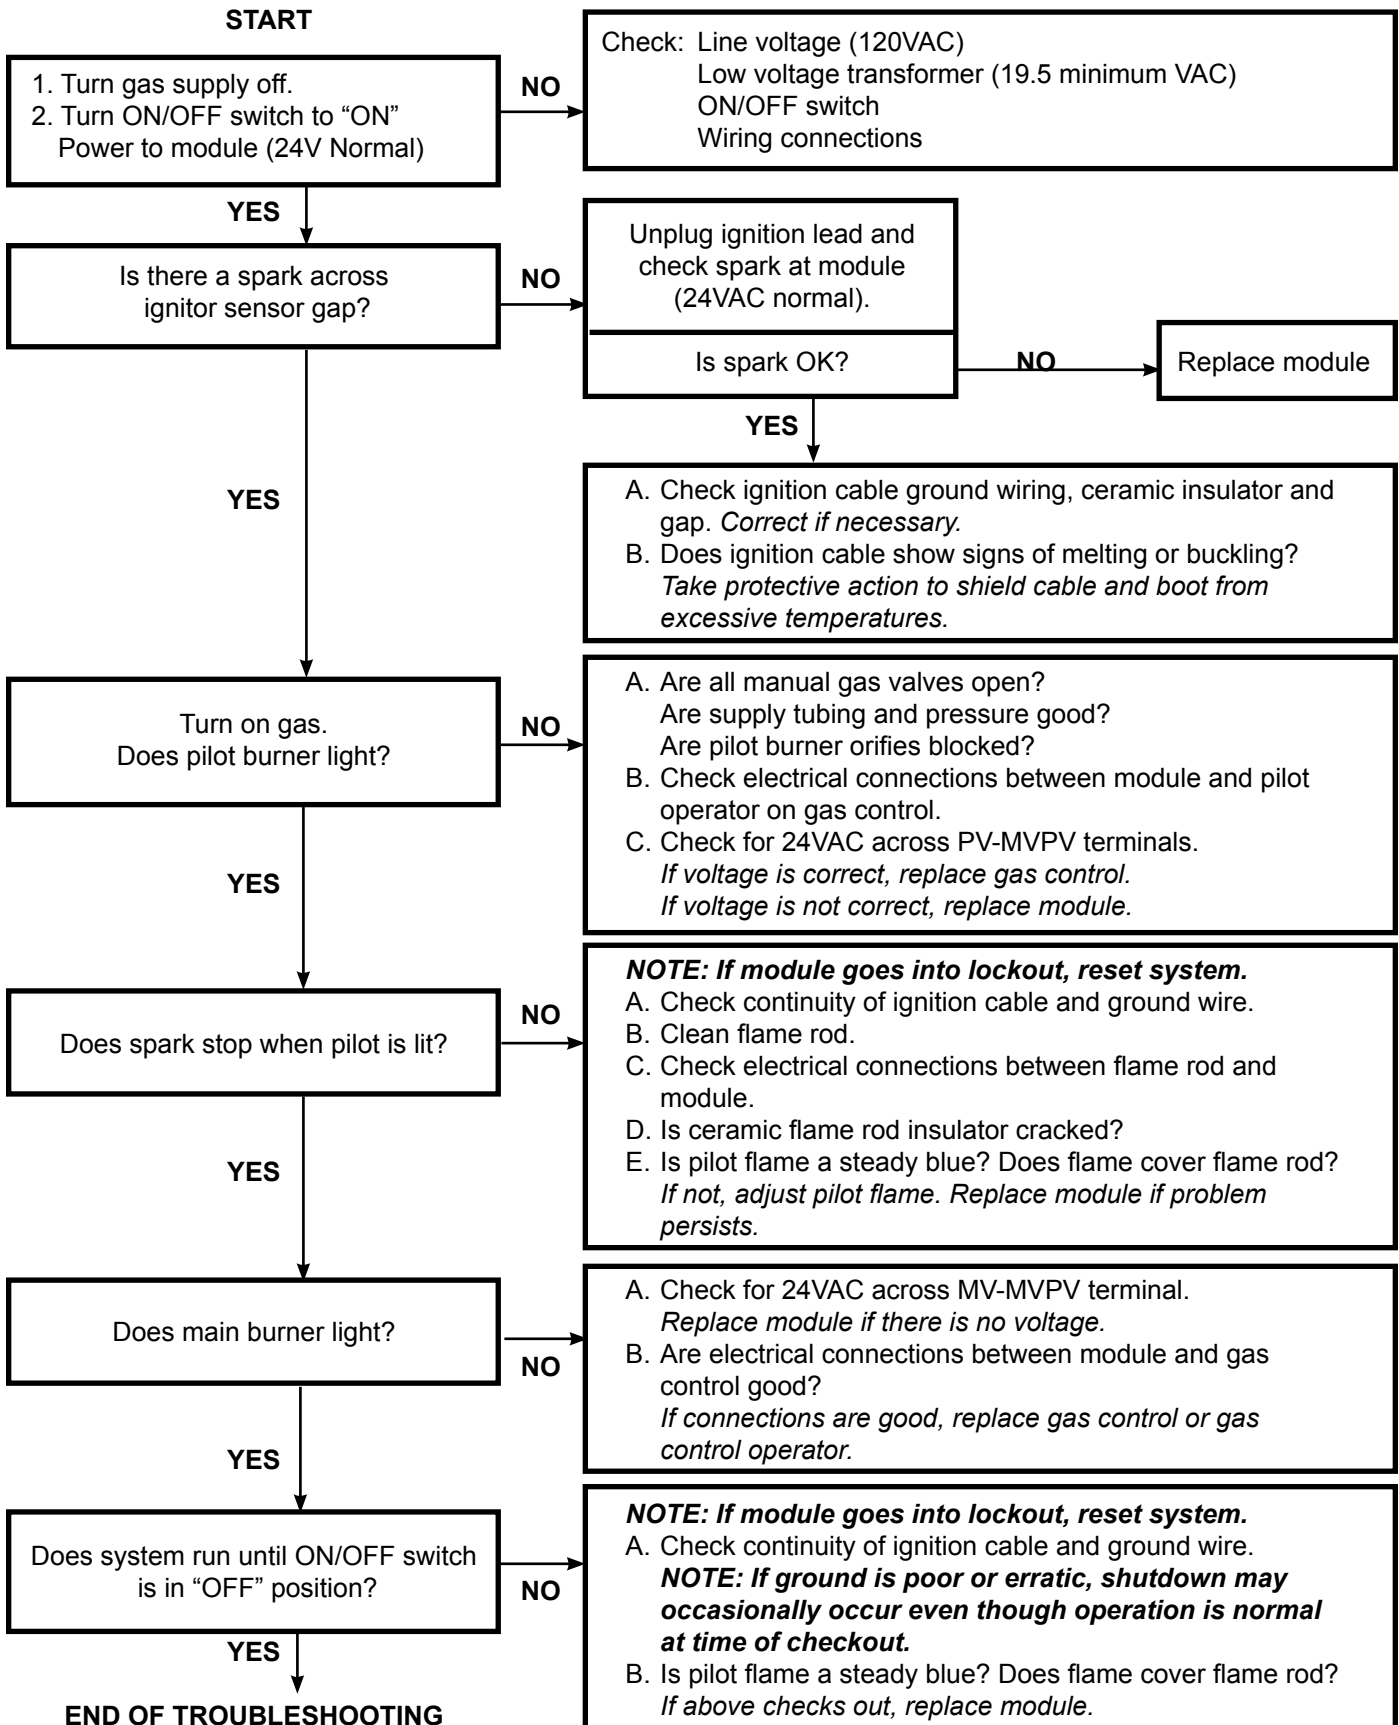 START
1. Turn gas supply off.
2. Turn ON/OFF switch to “ON”
Power to module (24V Normal)
NO
Check: Line voltage (120VAC)
Low voltage transformer (19.5 minimum VAC)
ON/OFF switch
Wiring connections
YES
Is there a spark across
ignitor sensor gap?
NO
Unplug ignition lead and
check spark at module
(24VAC normal).
Is spark OK?
NO
Replace module
YES
A. Check ignition cable ground wiring, ceramic insulator and
gap. Correct if necessary.
B. Does ignition cable show signs of melting or buckling?
Take protective action to shield cable and boot from
excessive temperatures.
YES
Turn on gas.
Does pilot burner light?
NO
A. Are all manual gas valves open?
Are supply tubing and pressure good?
Are pilot burner orifies blocked?
B. Check electrical connections between module and pilot
operator on gas control.
C. Check for 24VAC across PV-MVPV terminals.
If voltage is correct, replace gas control.
If voltage is not correct, replace module.
YES
Does spark stop when pilot is lit?
NO
NOTE: If module goes into lockout, reset system.
A. Check continuity of ignition cable and ground wire.
B. Clean flame rod.
C. Check electrical connections between flame rod and
module.
D. Is ceramic flame rod insulator cracked?
E. Is pilot flame a steady blue? Does flame cover flame rod?
If not, adjust pilot flame. Replace module if problem
persists.
YES
Does main burner light?
NO
A. Check for 24VAC across MV-MVPV terminal.
Replace module if there is no voltage.
B. Are electrical connections between module and gas
control good?
If connections are good, replace gas control or gas
control operator.
YES
Does system run until ON/OFF switch
is in “OFF” position?
NO
NOTE: If module goes into lockout, reset system.
A. Check continuity of ignition cable and ground wire.
NOTE: If ground is poor or erratic, shutdown may
occasionally occur even though operation is normal
at time of checkout.
B. Is pilot flame a steady blue? Does flame cover flame rod?
If above checks out, replace module.
YES
END OF TROUBLESHOOTING